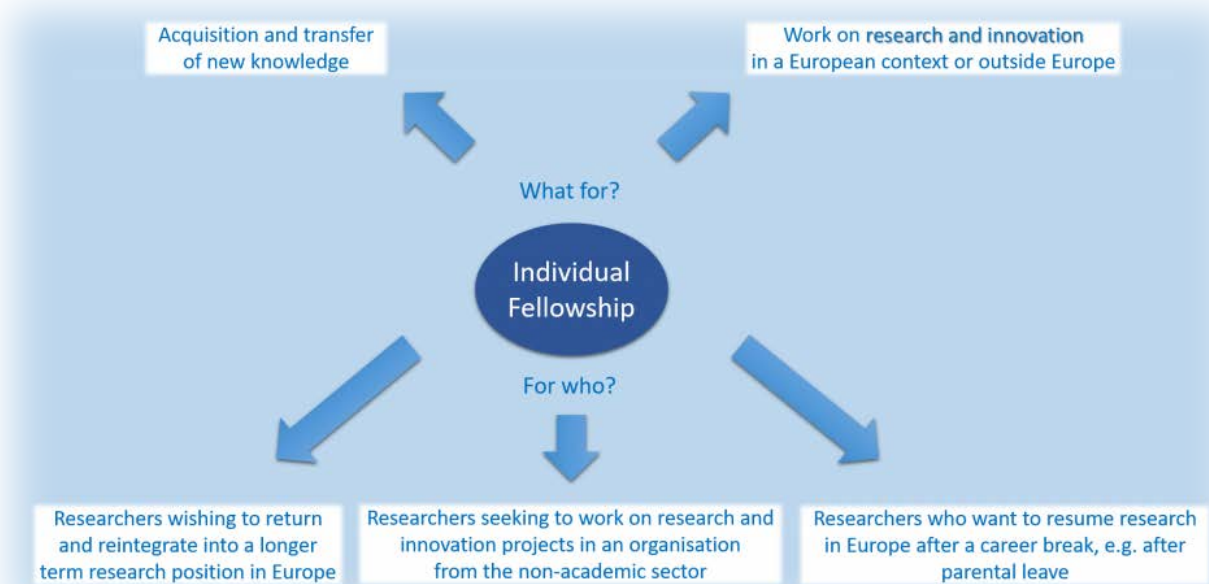 Acquisition and transfer
of new knowledge
Work on research and innovation
in a European context or outside Europe
What for?
Individual
Fellowship
For who?
Researchers wishing to return
and reintegrate into a longer
term research position in Europe
Researchers seeking to work on research and
innovation projects in an organisation
from the non-academic sector
Researchers who want to resume research
in Europe after a career break, e.g. after
parental leave